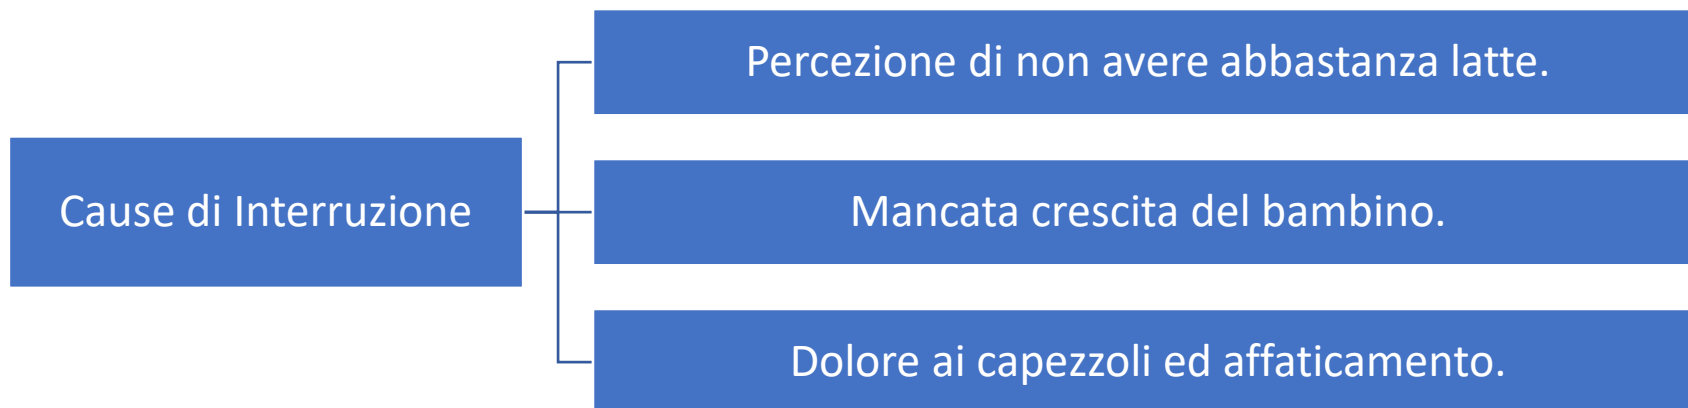 Cause di Interruzione
Percezione di non avere abbastanza latte.
Mancata crescita del bambino.
Dolore ai capezzoli ed affaticamento.